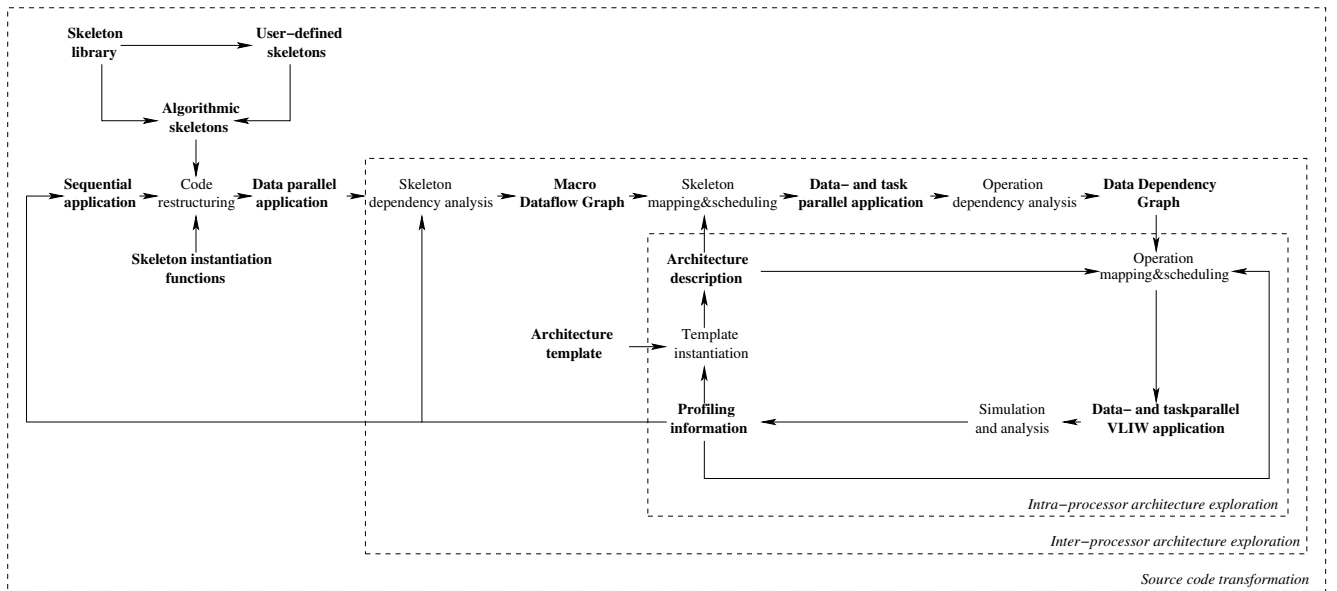 Skeleton
library
User−defined
skeletons
Algorithmic
skeletons
Sequential
application
Code
restructuring
Data parallel
application
Skeleton
dependency analysis
Macro
Dataflow Graph
Skeleton
mapping&scheduling
Data− and task
parallel application
Operation
dependency analysis
Data Dependency
Graph
Skeleton instantiation
functions
Architecture
description
Operation
mapping&scheduling
Architecture
template
Template
instantiation
Profiling
information
Simulation
and analysis
Data− and taskparallel
VLIW application
Intra−processor architecture exploration
Inter−processor architecture exploration
Source code transformation